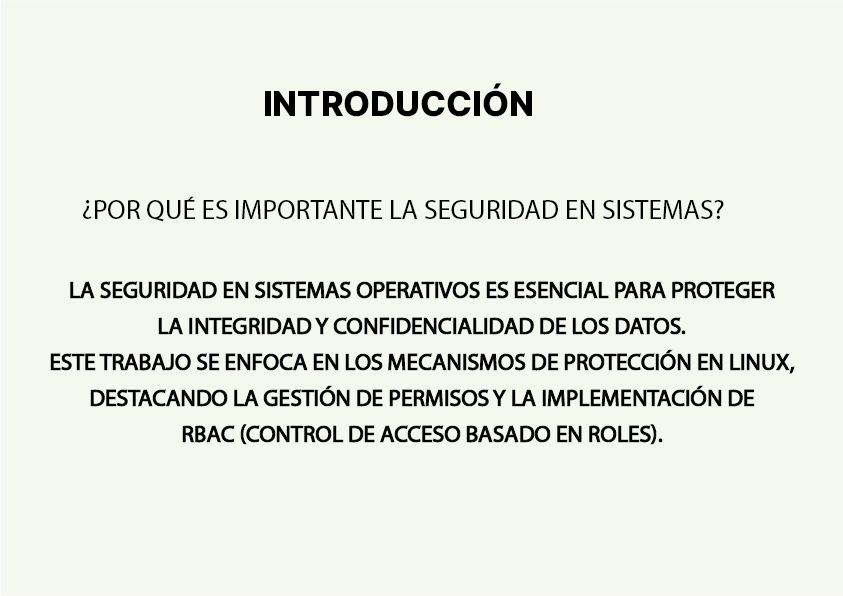 INTRODUCCIÓN
¿POR QUÉ ES IMPORTANTE LA SEGURIDAD EN SISTEMAS?
LA SEGURIDAD EN SISTEMAS OPERATIVOS ES ESENCIAL PARA PROTEGER
LA INTEGRIDAD Y CONFIDENCIALIDAD DE LOS DATOS.
ESTE TRABAJO SE ENFOCA EN LOS MECANISMOS DE PROTECCIÓN EN LINUX,
DESTACANDO LA GESTIÓN DE PERMISOS Y LA IMPLEMENTACIÓN DE
RBAC (CONTROL DE ACCESO BASADO EN ROLES).